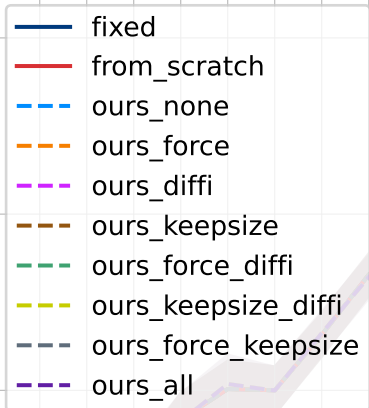 fixed
from_scratch
ours_none
ours_force
ours_diffi
ours_keepsize
ours_force_diffi
ours_keepsize_diffi
ours_force_keepsize
ours_all